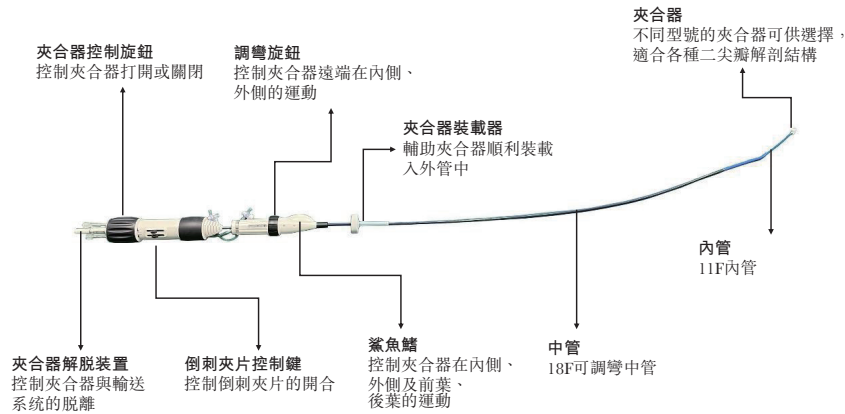 夾合器
不同型號的夾合器可供選擇，
適合各種二尖瓣解剖結構
夾合器控制旋鈕
控制夾合器打開或關閉
調彎旋鈕
控制夾合器遠端在內側、
外側的運動
夾合器裝載器
輔助夾合器順利裝載
入外管中
內管
11F內管
夾合器解脱装置
控制夾合器與輸送
系统的脱離
倒刺夾片控制鍵
控制倒刺夾片的開合
鯊魚鰭
控制夾合器在內側、
外側及前葉、
後葉的運動
中管
18F可調彎中管